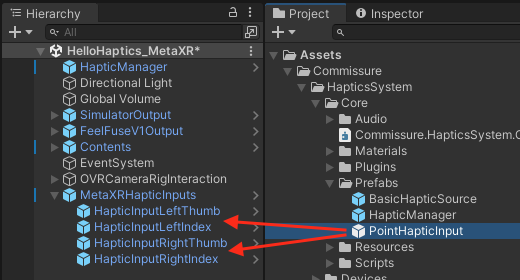 Hierarchy
All
HelloHaptics_MetaXR*
HapticManager
Directional Light
Global Volume
SimulatorOutput
FeelFuseV1Output
Contents
EventSystem
OVRCameraRigInteraction
MetaXRHapticInputs
HapticInputLeftThumb
HapticInputLeftIndex
HapticInputRightThumb
HapticInputRightIndex
Project
Inspector
Assets
Commissure
HapticsSystem
Core
Audio
Commissure.HapticsSystem.C
Materials
Plugins
Prefabs
BasicHapticSource
HapticManager
PointHapticInput
Resources
Scripts
Devices